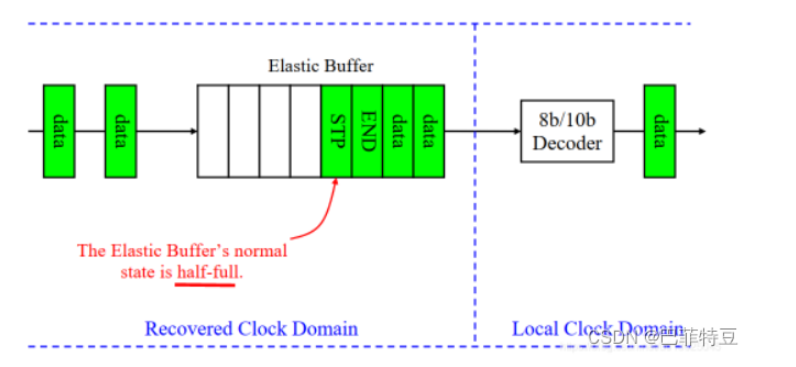 Elastic Buffer
data
data
STP
END
data
data
8b/10b
Decoder
data
The Elastic Buffer's normal
state is half-full.
Recovered Clock Domain
Local Clock Domain
CSDN @巴菲特豆